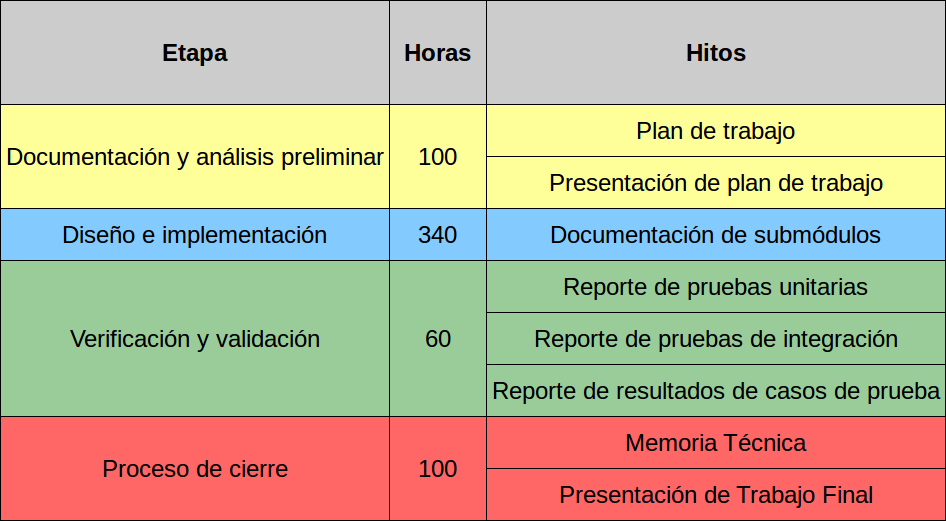 Etapa Horas Hitos
Documentación y análisis preliminar 100 Plan de trabajo
Presentación de plan de trabajo
Diseño e implementación 340 Documentación de submódulos
Verificación y validación 60 Reporte de pruebas unitarias
Reporte de pruebas de integración
Reporte de resultados de casos de prueba
Proceso de cierre 100 Memoria Técnica
Presentación de Trabajo Final